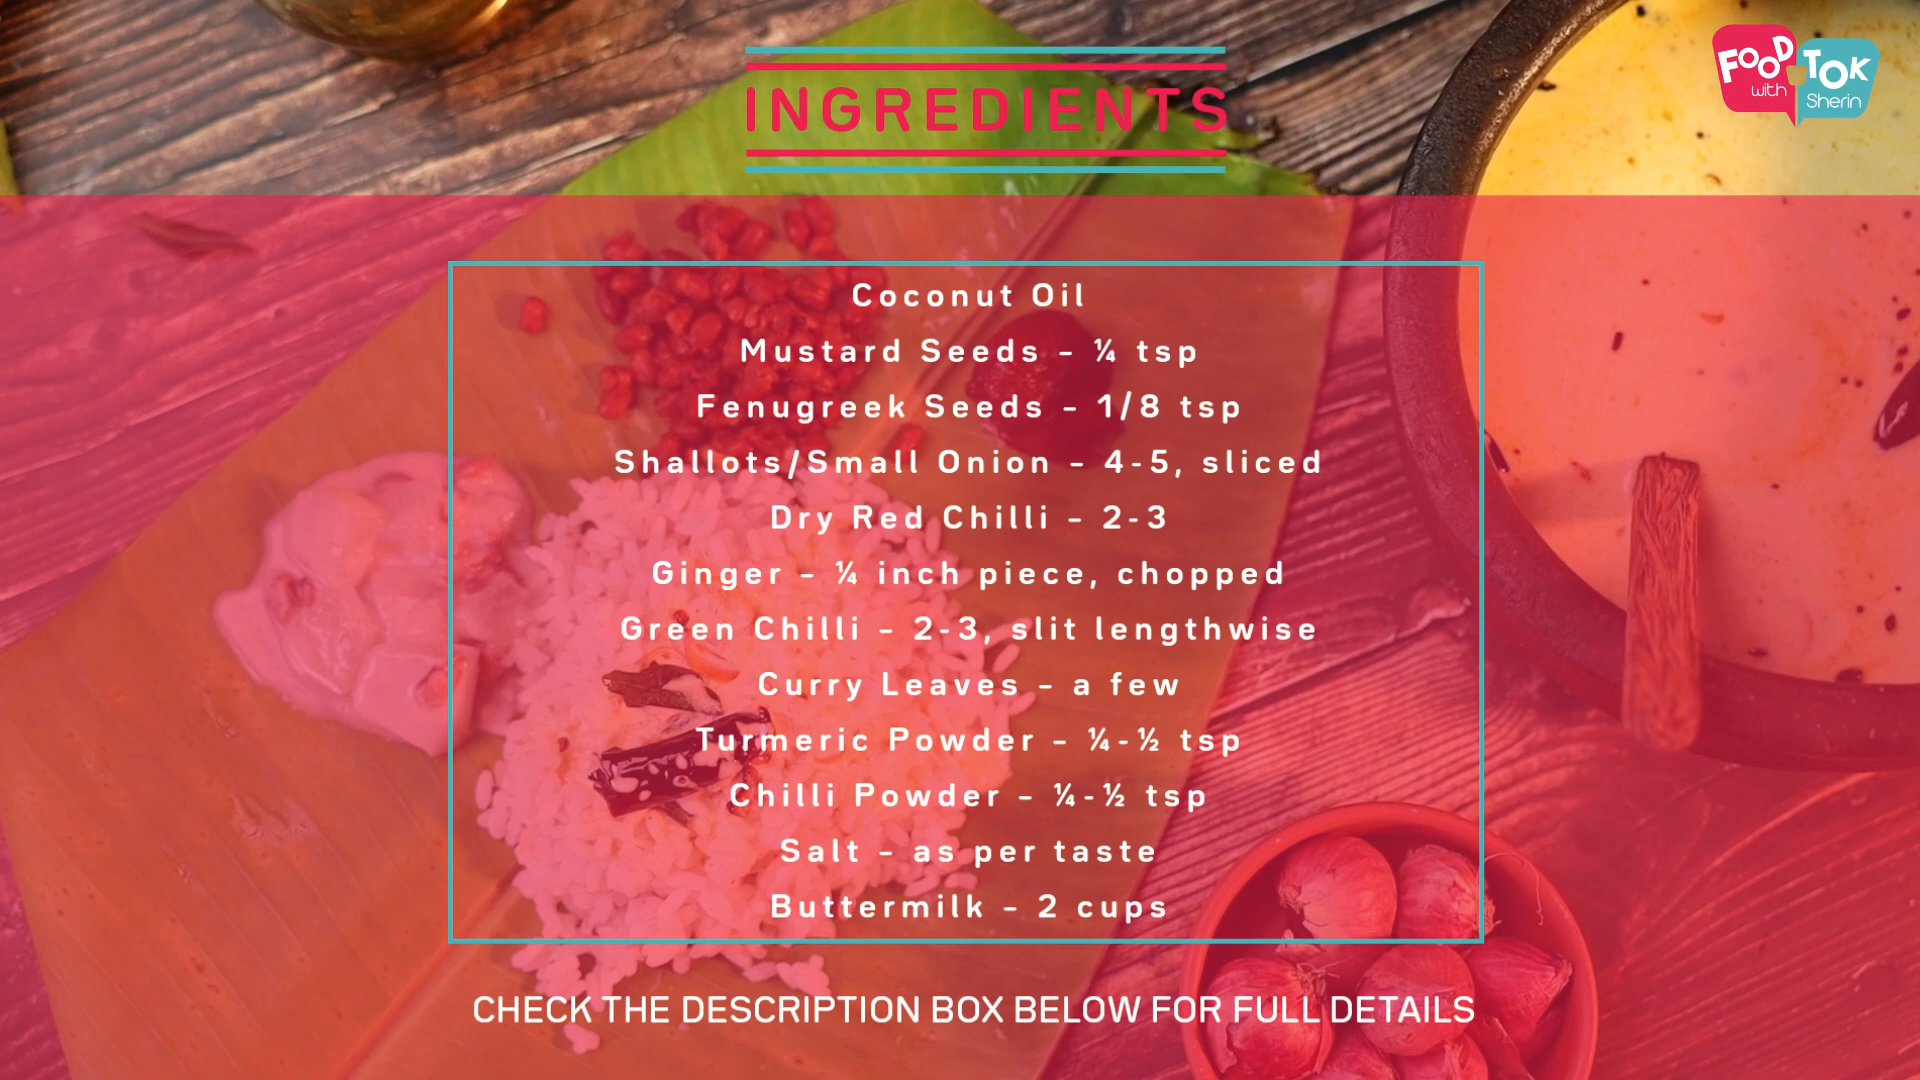 INGREDIENTS
FOOD TOK
with Sherin
Coconut Oil
Mustard Seeds - ¼ tsp
Fenugreek Seeds - 1/8 tsp
Shallots/Small Onion - 4-5, sliced
Dry Red Chilli - 2-3
Ginger - ¼ inch piece, chopped
Green Chilli - 2-3, slit lengthwise
Curry Leaves - a few
Turmeric Powder - ¼-½ tsp
Chilli Powder - ¼-½ tsp
Salt - as per taste
Buttermilk - 2 cups
CHECK THE DESCRIPTION BOX BELOW FOR FULL DETAILS